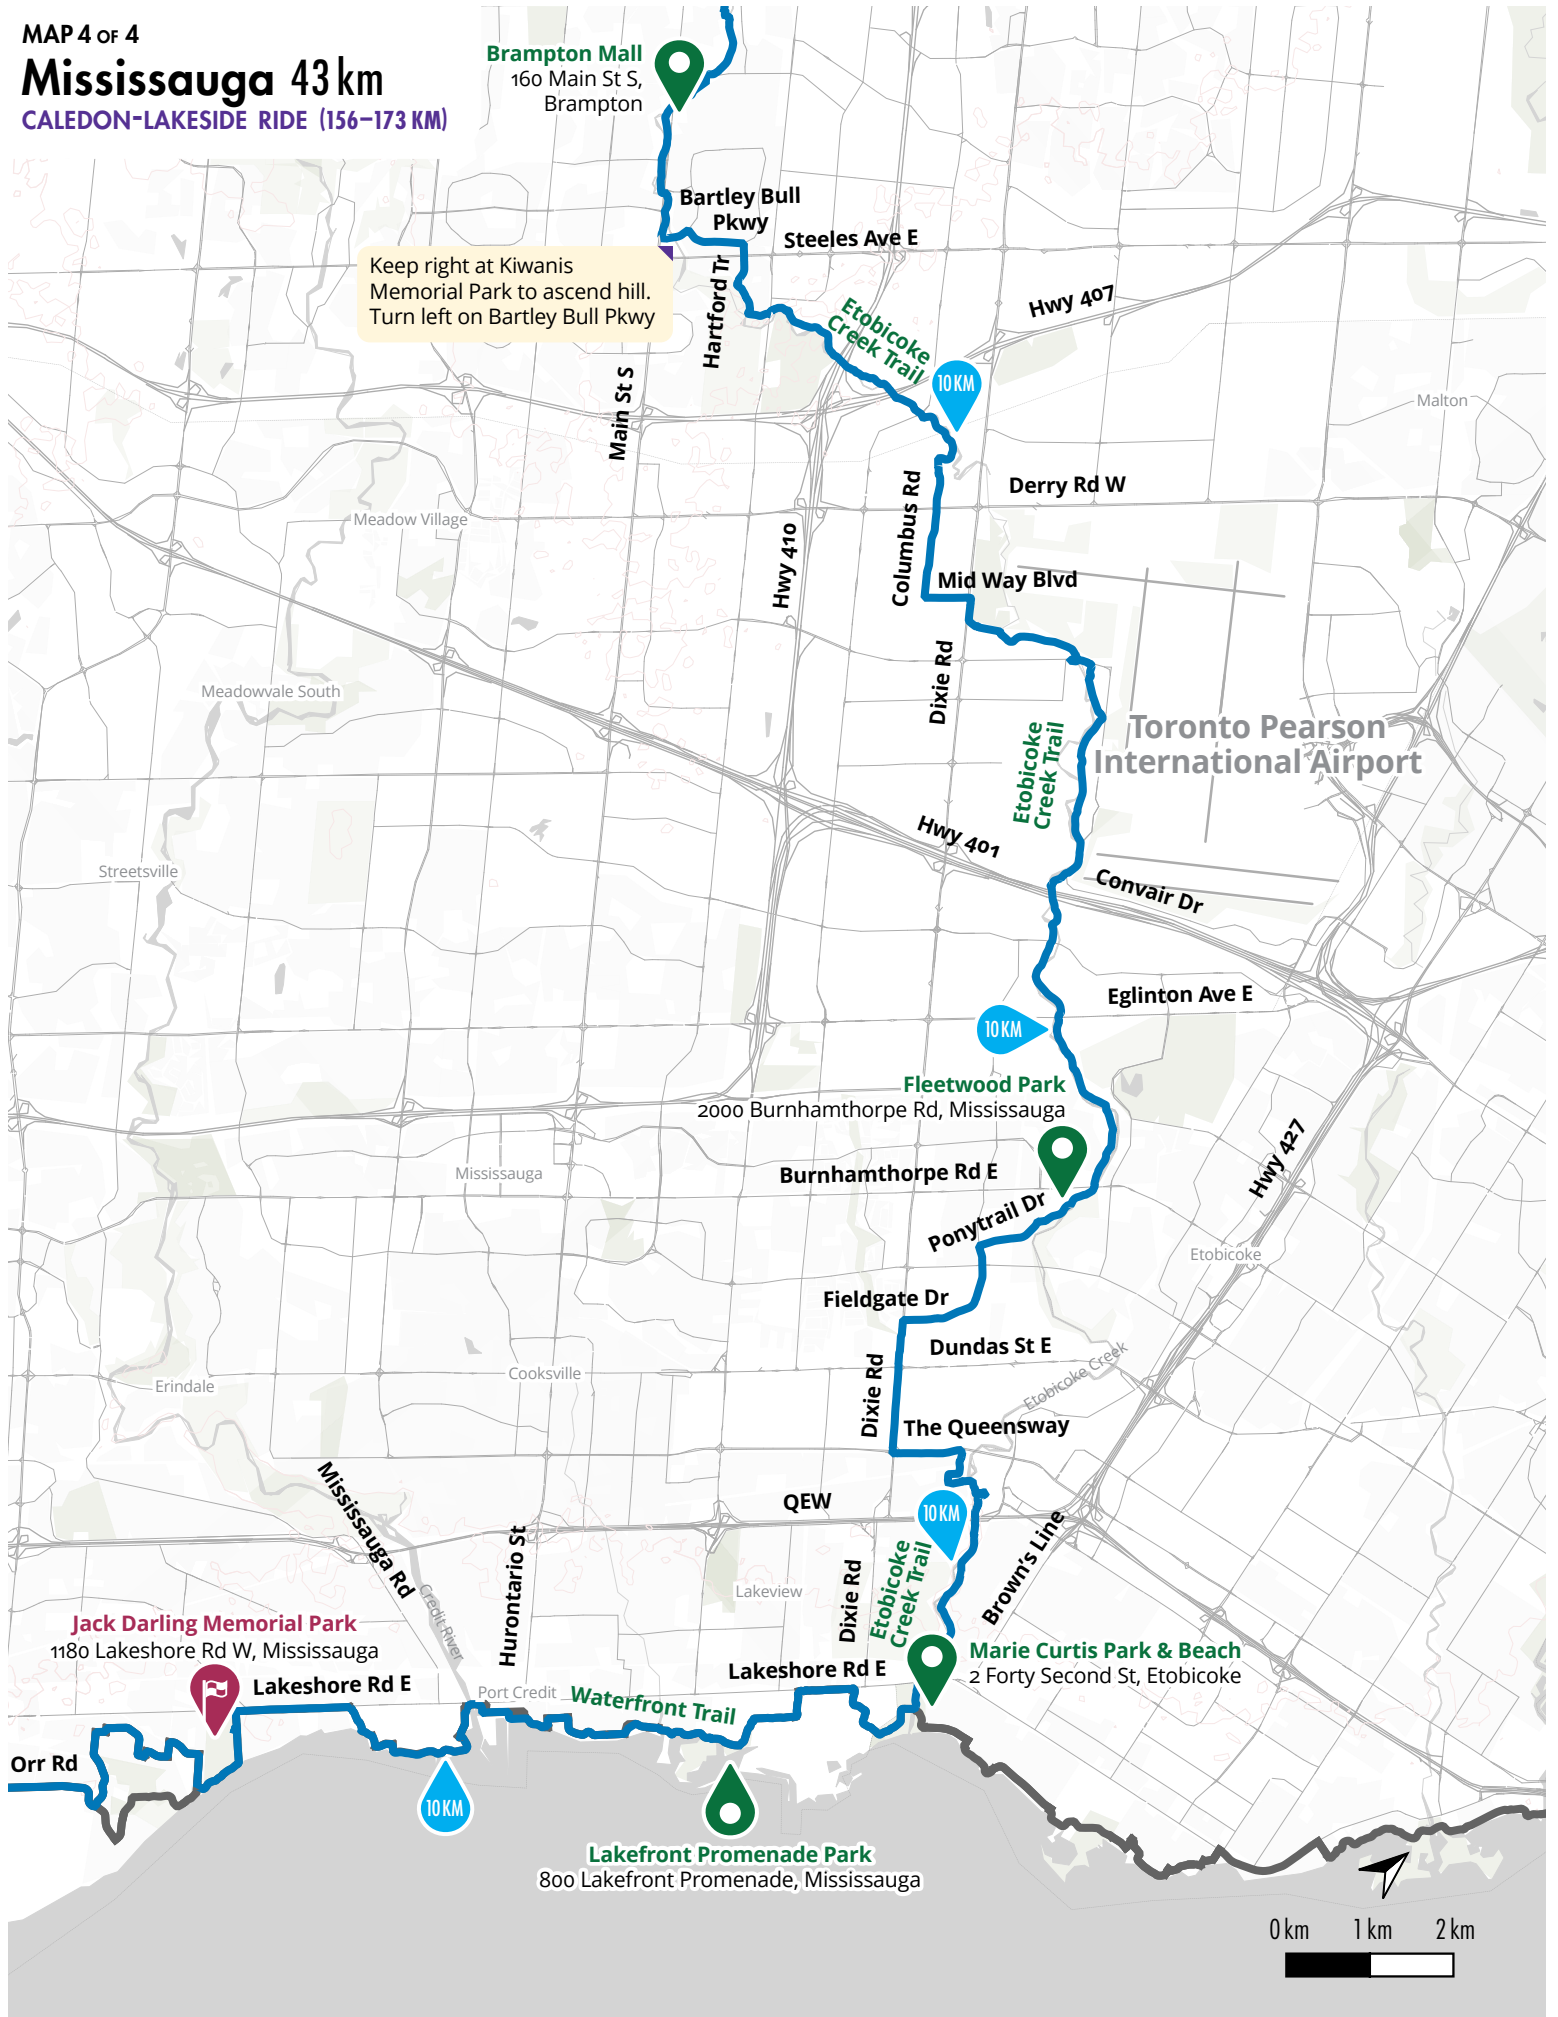 MAP 4 OF 4
Mississauga 43 km
CALEDON-LAKESIDE RIDE (156–173 KM)
Brampton Mall
160 Main St S,
Brampton
Bartley Bull
Pkwy
Steeles Ave E
Keep right at Kiwanis
Memorial Park to ascend hill.
Turn left on Bartley Bull Pkwy
Hartford Tr
Hwy 407
Etobicoke
Creek Trail
10 KM
Main St S
Malton
Columbus Rd
Derry Rd W
Meadow Village
Hwy 410
Mid Way Blvd
Dixie Rd
Meadowvale South
Etobicoke
Creek Trail
Toronto Pearson
International Airport
Hwy 401
Streetsville
Convair Dr
Eglinton Ave E
10 KM
Fleetwood Park
2000 Burnhamthorpe Rd, Mississauga
Hwy 427
Mississauga
Burnhamthorpe Rd E
Ponytrail Dr
Etobicoke
Fieldgate Dr
Dundas St E
Etobicoke Creek
Cooksville
Erindale
Dixie Rd
The Queensway
Mississauga Rd
QEW
10 KM
Brown's Line
Hurontario St
Credit River
Lakeview
Dixie Rd
Etobicoke
Creek Trail
Jack Darling Memorial Park
1180 Lakeshore Rd W, Mississauga
Marie Curtis Park & Beach
2 Forty Second St, Etobicoke
Lakeshore Rd E
Lakeshore Rd E
Port Credit
Waterfront Trail
Orr Rd
10 KM
Lakefront Promenade Park
800 Lakefront Promenade, Mississauga
0 km 1 km 2 km